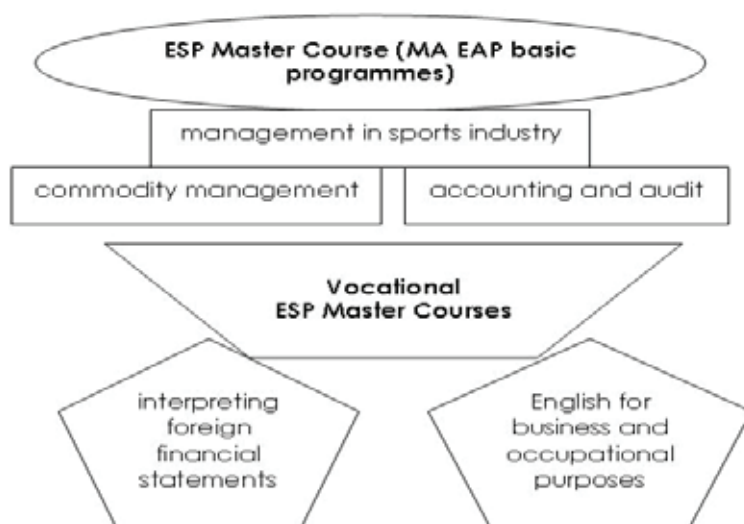 ESP Master Course (MA EAP basic
programmes)
management in sports industry
commodity management
accounting and audit
Vocational
ESP Master Courses
interpreting
foreign
financial
statements
English for
business and
occupational
purposes